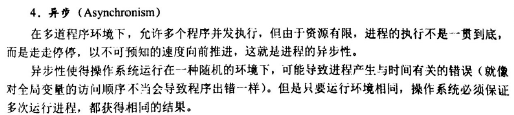 4．异步（Asynchronism）
在多道程序环境下，允许多个程序并发执行，但由于资源有限，进程的执行不是一贯到底，
而是走走停停，以不可预知的速度向前推进，这就是进程的异步性。
异步性使得操作系统运行在一种随机的环境下，可能导致进程产生与时间有关的错误（就像
对全局变量的访问顺序不当会导致程序出错一样）。但是只要运行环境相同，操作系统必须保证
多次运行进程，都获得相同的结果。